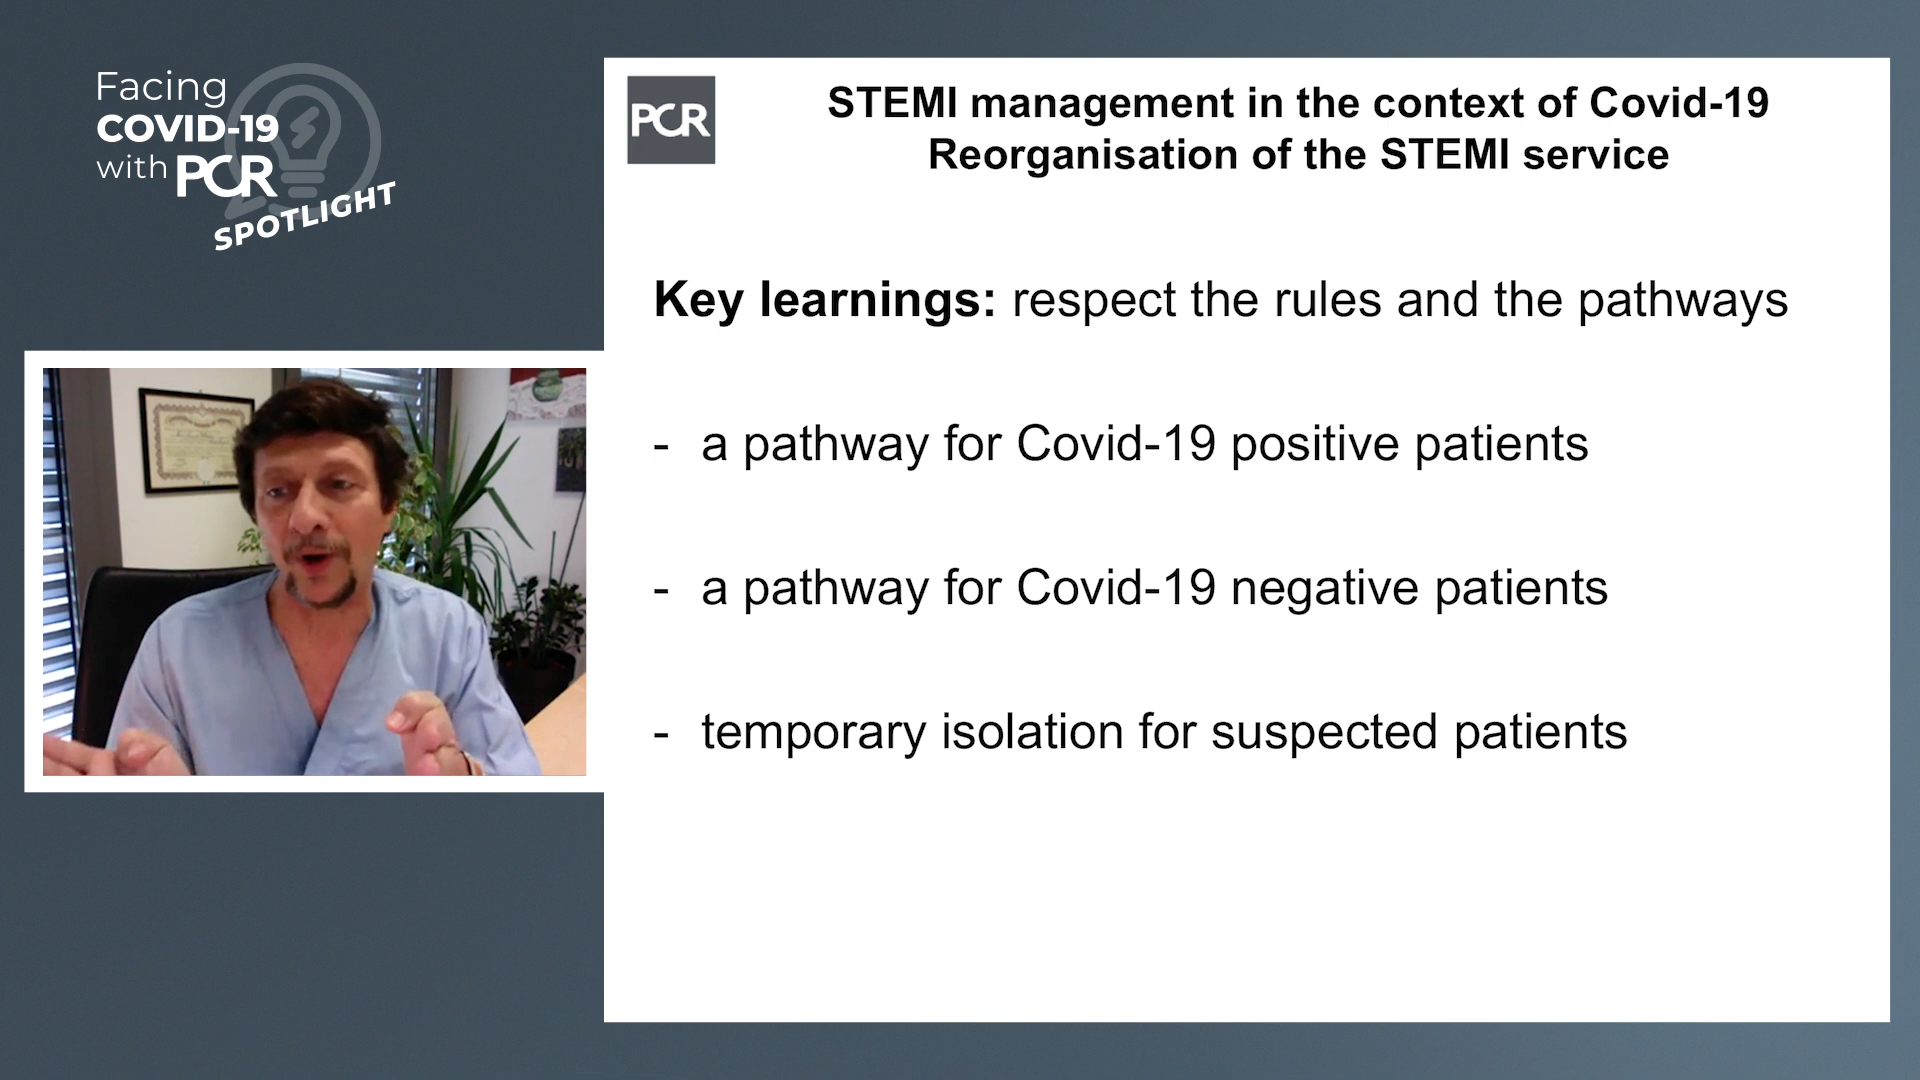 Facing
COVID-19
with PCR
SPOTLIGHT
PCR
STEMI management in the context of Covid-19
Reorganisation of the STEMI service
Key learnings: respect the rules and the pathways
- a pathway for Covid-19 positive patients
- a pathway for Covid-19 negative patients
- temporary isolation for suspected patients